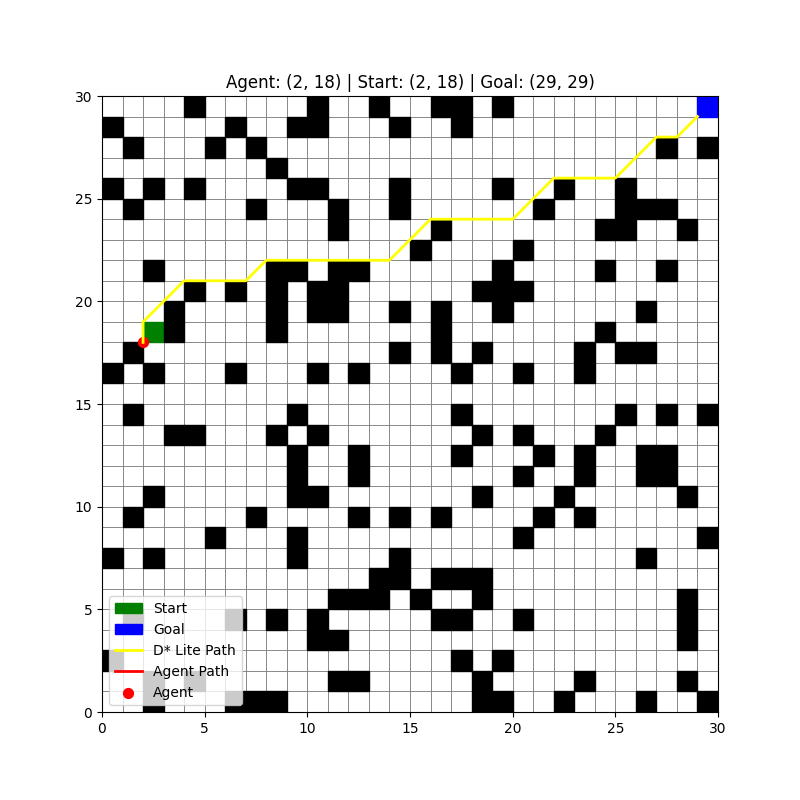 Agent: (2, 18) | Start: (2, 18) | Goal: (29, 29)
30
25
20
15
10
5
0
Start
Goal
D* Lite Path
Agent Path
Agent
0 5 10 15 20 25 30